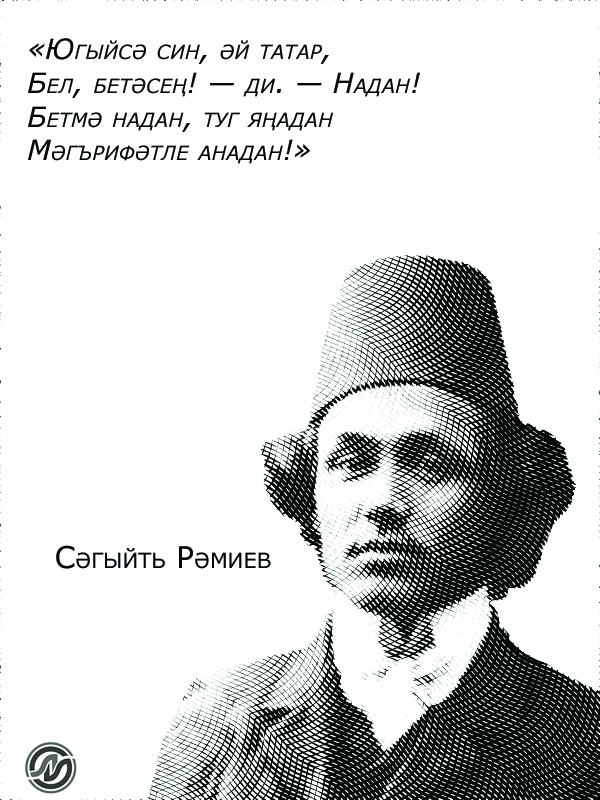 «Югыйсә син, әй татар,
Бел, бетәсең! — ди. — Надан!
Бетмә надан, туг яңадан
Мәгърифәтле анадан!»
Сәгыйть Рәмиев